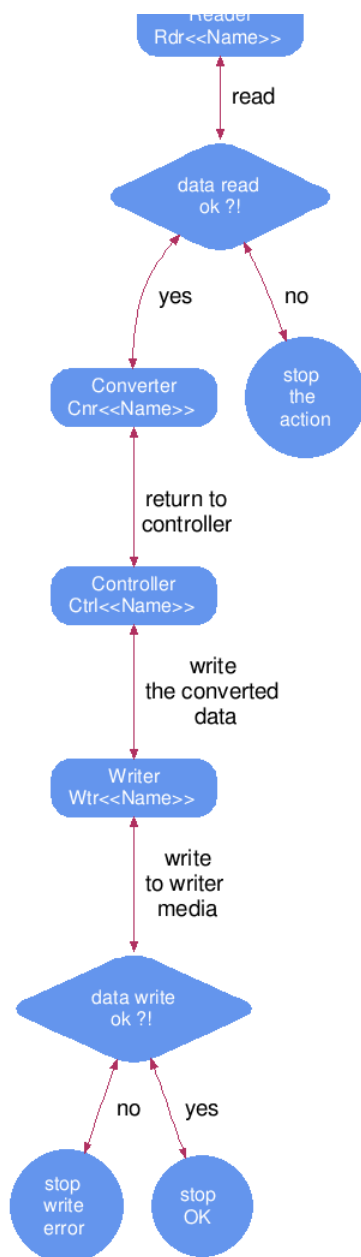 Reader
Rdr<<Name>>
read
data read
ok ?!
yes
no
Converter
Cnr<<Name>>
stop
the
action
return to
controller
Controller
Ctrl<<Name>>
write
the converted
data
Writer
Wtr<<Name>>
write
to writer
media
data write
ok ?!
no
yes
stop
write
error
stop
OK